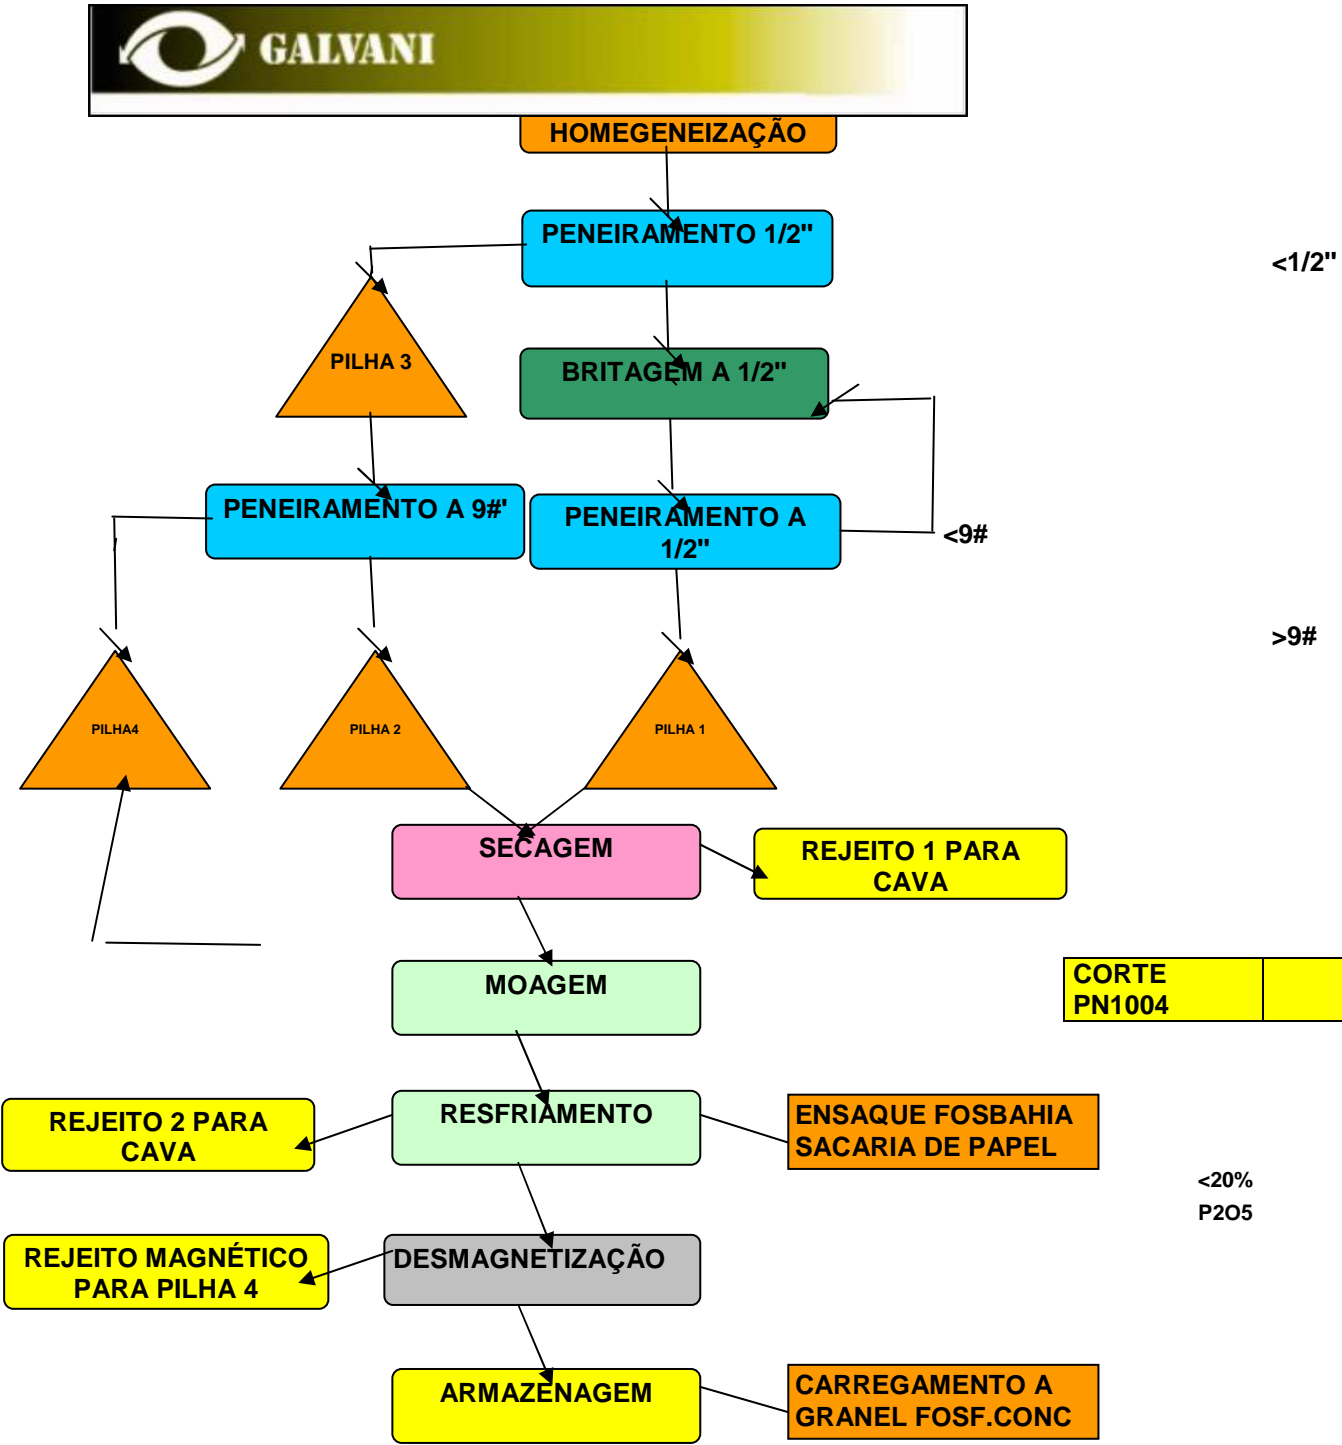 GALVANI
HOMEGENEIZAÇÃO
PENEIRAMENTO 1/2"
<1/2"
PILHA 3
BRITAGEM A 1/2"
PENEIRAMENTO A 9#'
PENEIRAMENTO A
1/2"
<9#
>9#
PILHA4
PILHA 2
PILHA 1
SECAGEM
REJEITO 1 PARA
CAVA
MOAGEM
CORTE
PN1004
REJEITO 2 PARA
CAVA
RESFRIAMENTO
ENSAQUE FOSBAHIA
SACARIA DE PAPEL
<20%
P2O5
REJEITO MAGNÉTICO
PARA PILHA 4
DESMAGNETIZAÇÃO
ARMAZENAGEM
CARREGAMENTO A
GRANEL FOSF.CONC